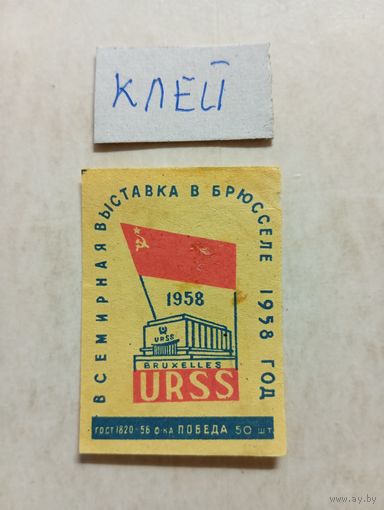 КЛЕЙ
ВСЕМИРНАЯ ВЫСТАВКА В БРЮССЕЛЕ 1958 ГОД
1958
URSS
BRUXELLES
URSS
ГОСТ 1820-56 Ф-КА ПОБЕДА 50 ШТ.
ay.by